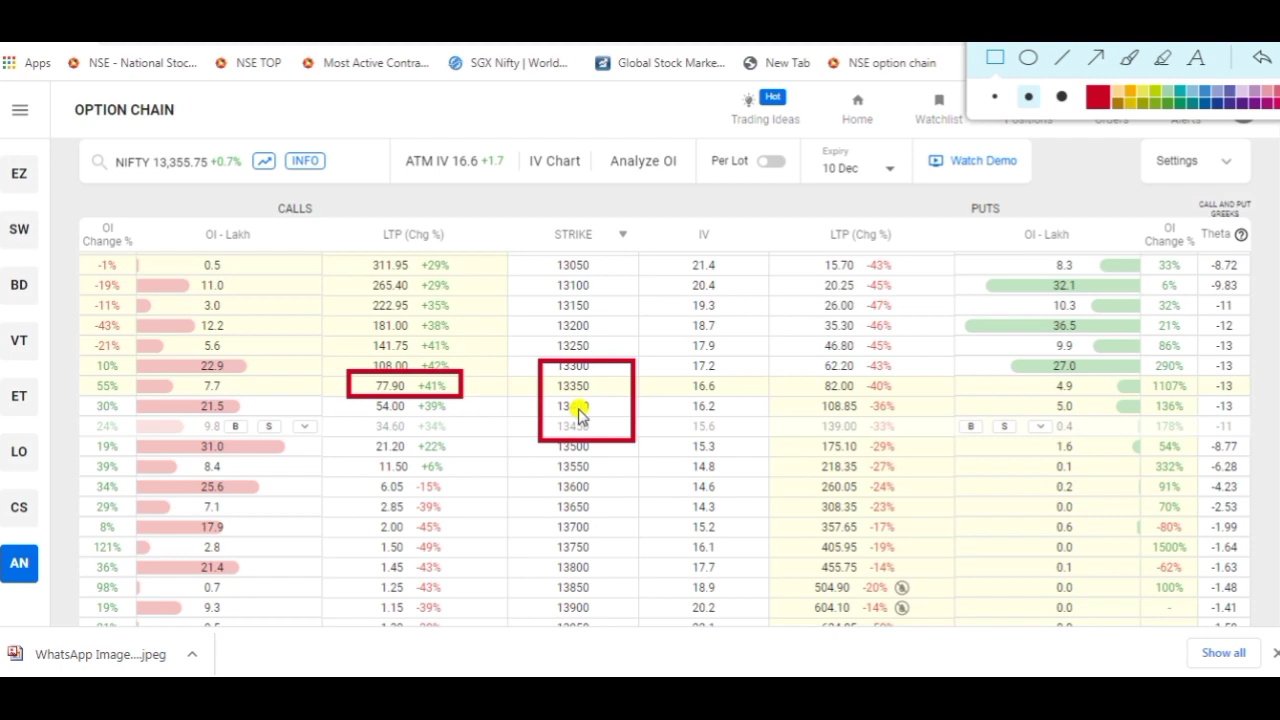 Apps NSE - National Stoc... NSE TOP Most Active Contra... SGX Nifty | World... Global Stock Marke... New Tab NSE option chain A
OPTION CHAIN Hot
Trading Ideas Home Watchlist Positions Orders Alerts
NIFTY 13,355.75 +0.7% INFO ATM IV 16.6 +1.7 IV Chart Analyze OI Per Lot Expiry 10 Dec Watch Demo Settings
EZ
SW
BD
VT
ET
LO
CS
AN
CALLS PUTS CALL AND PUT GREEKS
OI Change % OI - Lakh LTP (Chg %) STRIKE IV LTP (Chg %) OI - Lakh OI Change % Theta ?
-1% 0.5 311.95 +29% 13050 21.4 15.70 -43% 8.3 33% -8.72
-19% 11.0 265.40 +29% 13100 20.4 20.25 -45% 32.1 6% -9.83
-11% 3.0 222.95 +35% 13150 19.3 26.00 -47% 10.3 32% -11
-43% 12.2 181.00 +38% 13200 18.7 35.30 -46% 36.5 21% -12
-21% 5.6 141.75 +41% 13250 17.9 46.80 -45% 9.9 86% -13
10% 22.9 108.00 +42% 13300 17.2 62.20 -43% 27.0 290% -13
55% 7.7 77.90 +41% 13350 16.6 82.00 -40% 4.9 1107% -13
30% 21.5 54.00 +39% 16.2 108.85 -36% 5.0 136% -13
24% 9.8 B S 34.60 +34% 13450 15.6 139.00 -33% B S 0.4 178% -11
19% 31.0 21.20 +22% 13500 15.3 175.10 -29% 1.6 54% -8.77
39% 8.4 11.50 +6% 13550 14.8 218.35 -27% 0.1 332% -6.28
34% 25.6 6.05 -15% 13600 14.6 260.05 -24% 0.2 91% -4.23
29% 7.1 2.85 -39% 13650 14.3 308.35 -23% 0.0 70% -2.53
8% 17.9 2.00 -45% 13700 15.2 357.65 -17% 0.6 -80% -1.99
121% 2.8 1.50 -49% 13750 16.1 405.95 -19% 0.0 1500% -1.64
36% 21.4 1.45 -43% 13800 17.7 455.75 -14% 0.1 -62% -1.63
98% 0.7 1.25 -43% 13850 18.9 504.90 -20% 0.0 100% -1.48
19% 9.3 1.15 -39% 13900 20.2 604.10 -14% 0.0 - -1.41
WhatsApp Image....jpeg Show all